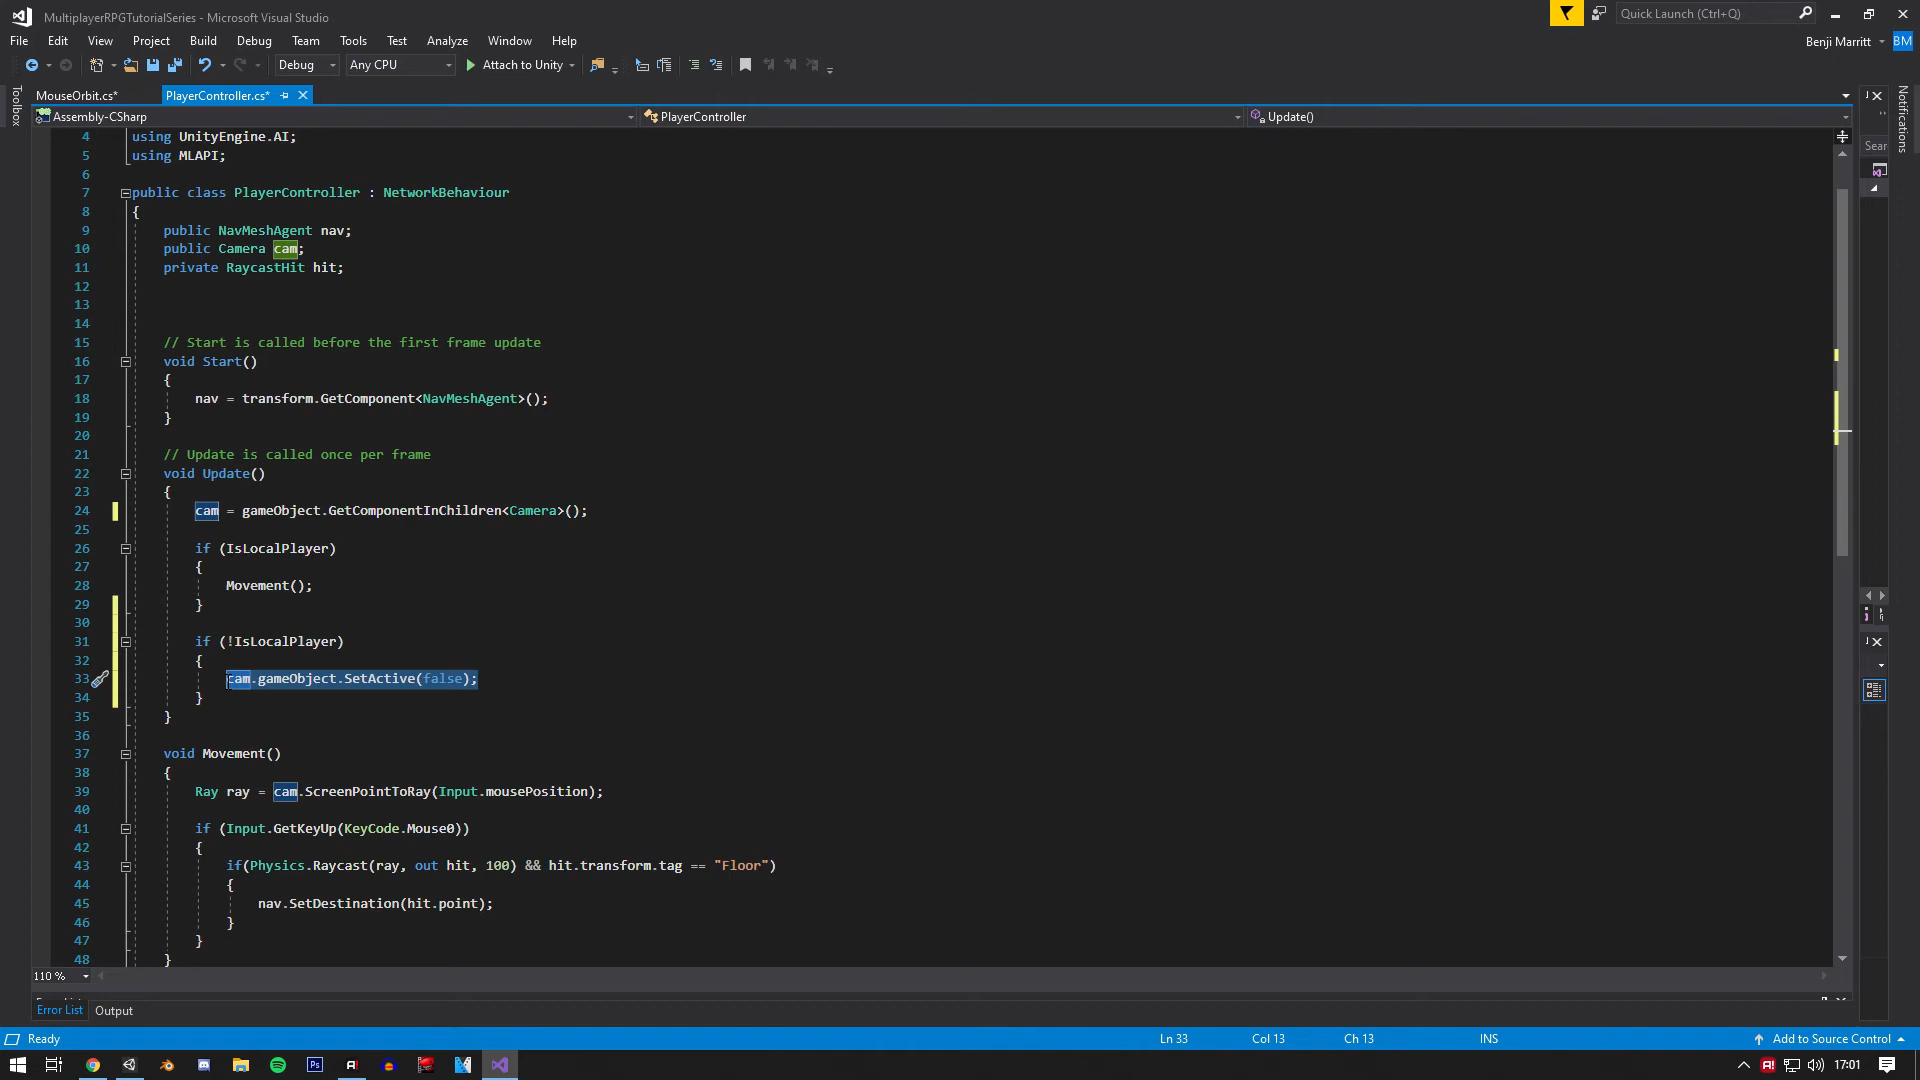 MultiplayerRPGTutorialSeries - Microsoft Visual Studio
Quick Launch (Ctrl+Q)
File Edit View Project Build Debug Team Tools Test Analyze Window Help
Benji Marritt BM
Debug Any CPU Attach to Unity
MouseOrbit.cs* PlayerController.cs*
Toolbox
Notifications
Assembly-CSharp PlayerController Update()
Sear
4 using UnityEngine.AI;
5 using MLAPI;
6
7 public class PlayerController : NetworkBehaviour
8 {
9 public NavMeshAgent nav;
10 public Camera cam;
11 private RaycastHit hit;
12
13
14
15 // Start is called before the first frame update
16 void Start()
17 {
18 nav = transform.GetComponent<NavMeshAgent>();
19 }
20
21 // Update is called once per frame
22 void Update()
23 {
24 cam = gameObject.GetComponentInChildren<Camera>();
25
26 if (IsLocalPlayer)
27 {
28 Movement();
29 }
30
31 if (!IsLocalPlayer)
32 {
33 cam.gameObject.SetActive(false);
34 }
35 }
36
37 void Movement()
38 {
39 Ray ray = cam.ScreenPointToRay(Input.mousePosition);
40
41 if (Input.GetKeyUp(KeyCode.Mouse0))
42 {
43 if(Physics.Raycast(ray, out hit, 100) && hit.transform.tag == "Floor")
44 {
45 nav.SetDestination(hit.point);
46 }
47 }
48 }
110 %
Error List Output
Ready Ln 33 Col 13 Ch 13 INS Add to Source Control
17:01